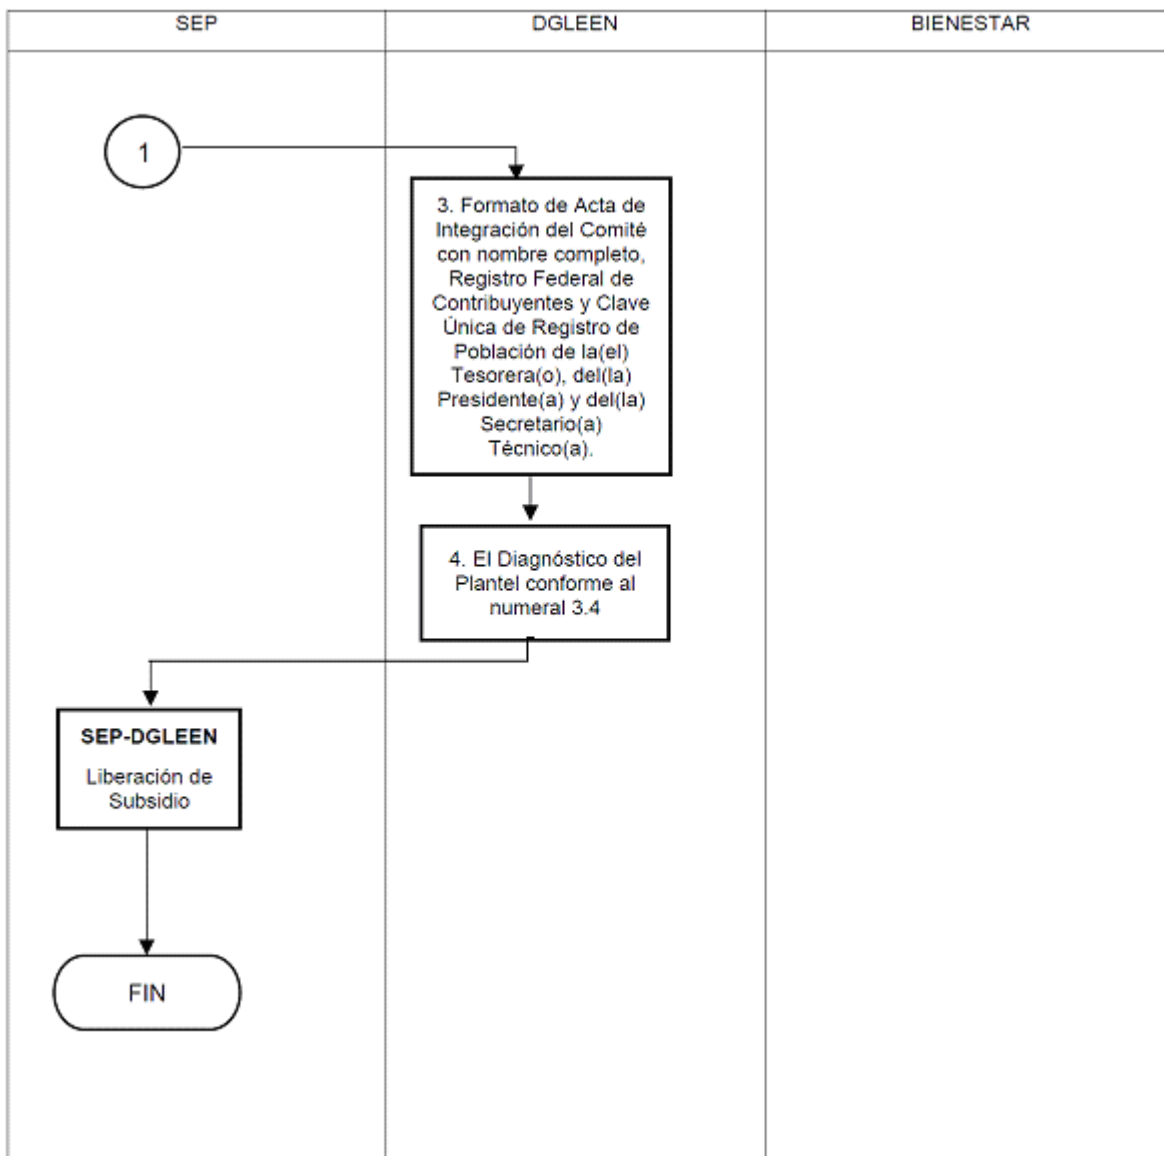 SEP
DGLEEN
BIENESTAR
1
3. Formato de Acta de
Integración del Comité
con nombre completo,
Registro Federal de
Contribuyentes y Clave
Única de Registro de
Población de la(el)
Tesorera(o), del(la)
Presidente(a) y del(la)
Secretario(a)
Técnico(a).
4. El Diagnóstico del
Plantel conforme al
numeral 3.4
SEP-DGLEEN
Liberación de
Subsidio
FIN